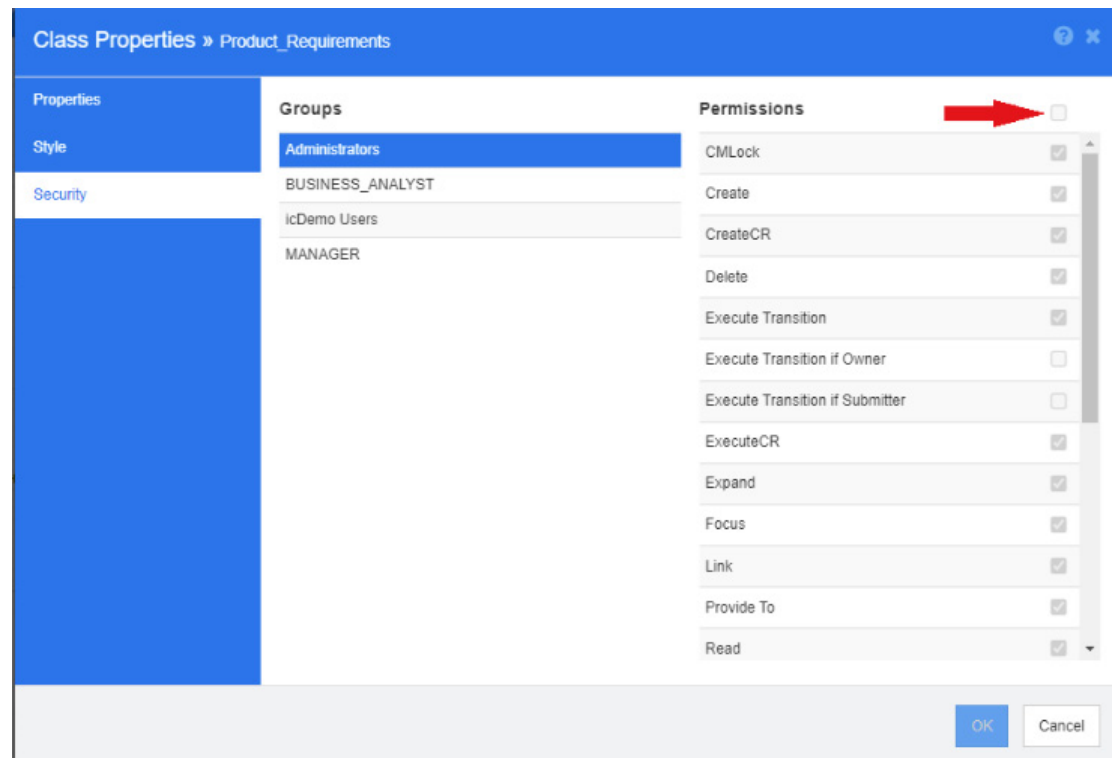 Class Properties » Product_Requirements
Properties
Style
Security
Groups
Administrators
BUSINESS_ANALYST
icDemo Users
MANAGER
Permissions
CMLock
Create
CreateCR
Delete
Execute Transition
Execute Transition if Owner
Execute Transition if Submitter
ExecuteCR
Expand
Focus
Link
Provide To
Read
OK
Cancel